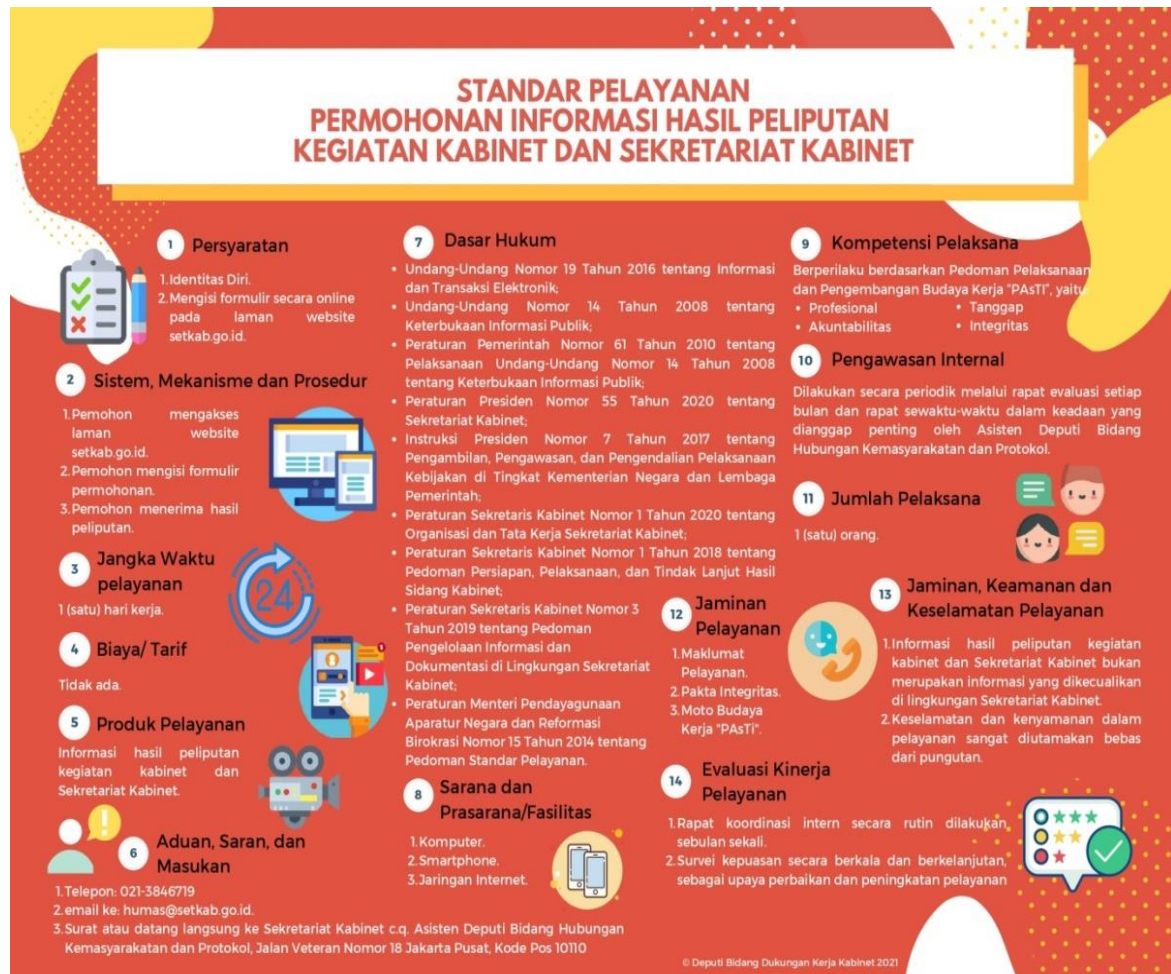 STANDAR PELAYANAN
PERMOHONAN INFORMASI HASIL PELIPUTAN
KEGIATAN KABINET DAN SEKRETARIAT KABINET
1 Persyaratan
1.Identitas Diri.
2.Mengisi formulir secara online
pada laman website
setkab.go.id.
2 Sistem, Mekanisme dan Prosedur
1.Pemohon mengakses
laman website
setkab.go.id.
2.Pemohon mengisi formulir
permohonan.
3.Pemohon menerima hasil
peliputan.
3 Jangka Waktu
pelayanan
24
1 (satu) hari kerja.
4 Biaya/ Tarif
Tidak ada.
5 Produk Pelayanan
Informasi hasil peliputan
kegiatan kabinet dan
Sekretariat Kabinet.
6 Aduan, Saran, dan
Masukan
1.Telepon: 021-3846719
2.email ke: humas@setkab.go.id.
3.Surat atau datang langsung ke Sekretariat Kabinet c.q. Asisten Deputi Bidang Hubungan
Kemasyarakatan dan Protokol, Jalan Veteran Nomor 18 Jakarta Pusat, Kode Pos 10110
7 Dasar Hukum
• Undang-Undang Nomor 19 Tahun 2016 tentang Informasi
dan Transaksi Elektronik;
• Undang-Undang Nomor 14 Tahun 2008 tentang
Keterbukaan Informasi Publik;
• Peraturan Pemerintah Nomor 61 Tahun 2010 tentang
Pelaksanaan Undang-Undang Nomor 14 Tahun 2008
tentang Keterbukaan Informasi Publik;
• Peraturan Presiden Nomor 55 Tahun 2020 tentang
Sekretariat Kabinet;
• Instruksi Presiden Nomor 7 Tahun 2017 tentang
Pengambilan, Pengawasan, dan Pengendalian Pelaksanaan
Kebijakan di Tingkat Kementerian Negara dan Lembaga
Pemerintah;
• Peraturan Sekretaris Kabinet Nomor 1 Tahun 2020 tentang
Organisasi dan Tata Kerja Sekretariat Kabinet;
• Peraturan Sekretaris Kabinet Nomor 1 Tahun 2018 tentang
Pedoman Persiapan, Pelaksanaan, dan Tindak Lanjut Hasil
Sidang Kabinet;
• Peraturan Sekretaris Kabinet Nomor 3
Tahun 2019 tentang Pedoman
Pengelolaan Informasi dan
Dokumentasi di Lingkungan Sekretariat
Kabinet;
• Peraturan Menteri Pendayagunaan
Aparatur Negara dan Reformasi
Birokrasi Nomor 15 Tahun 2014 tentang
Pedoman Standar Pelayanan.
8 Sarana dan
Prasarana/Fasilitas
1.Komputer.
2.Smartphone.
3.Jaringan Internet.
9 Kompetensi Pelaksana
Berperilaku berdasarkan Pedoman Pelaksanaan
dan Pengembangan Budaya Kerja "PAsTI", yaitu:
• Profesional • Tanggap
• Akuntabilitas • Integritas
10 Pengawasan Internal
Dilakukan secara periodik melalui rapat evaluasi setiap
bulan dan rapat sewaktu-waktu dalam keadaan yang
dianggap penting oleh Asisten Deputi Bidang
Hubungan Kemasyarakatan dan Protokol.
11 Jumlah Pelaksana
1 (satu) orang.
12 Jaminan
Pelayanan
1.Maklumat
Pelayanan.
2.Pakta Integritas.
3.Moto Budaya
Kerja "PAsTi".
13 Jaminan, Keamanan dan
Keselamatan Pelayanan
1.Informasi hasil peliputan kegiatan
kabinet dan Sekretariat Kabinet bukan
merupakan informasi yang dikecualikan
di lingkungan Sekretariat Kabinet.
2.Keselamatan dan kenyamanan dalam
pelayanan sangat diutamakan bebas
dari pungutan.
14 Evaluasi Kinerja
Pelayanan
1.Rapat koordinasi intern secara rutin dilakukan
sebulan sekali.
2.Survei kepuasan secara berkala dan berkelanjutan,
sebagai upaya perbaikan dan peningkatan pelayanan
© Deputi Bidang Dukungan Kerja Kabinet 2021